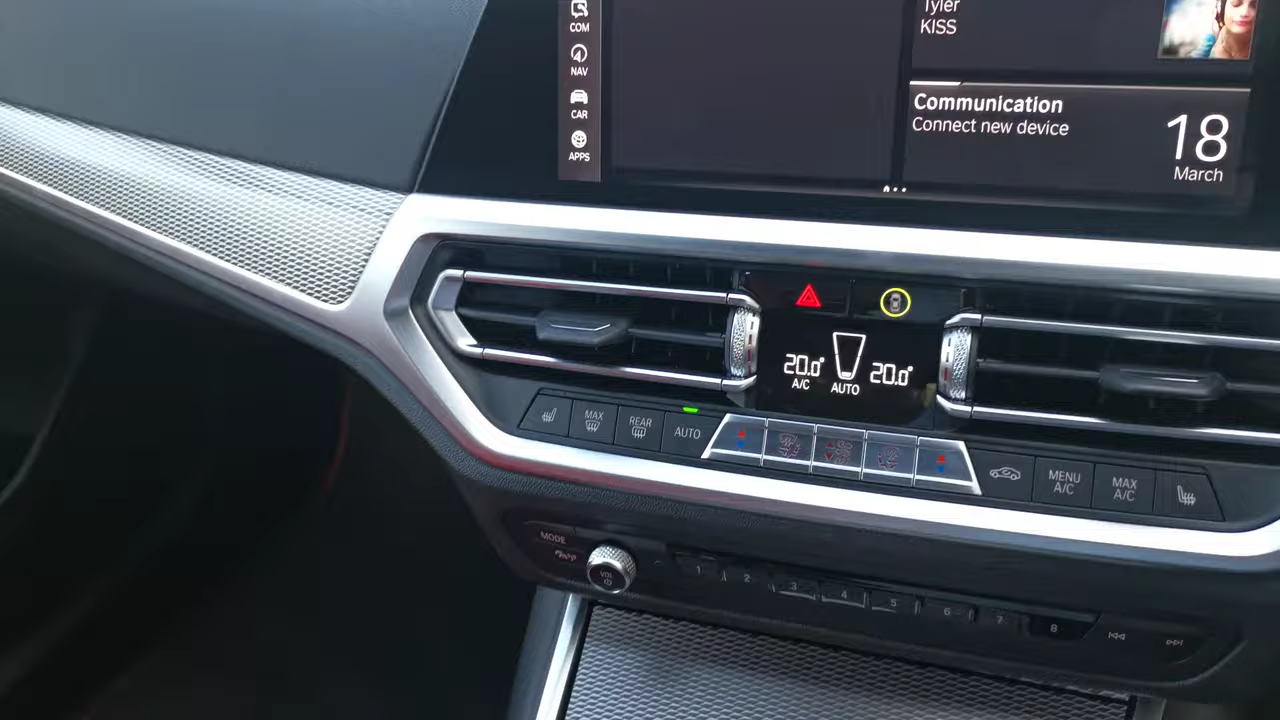 COM
NAV
CAR
APPS
Tyler
KISS
Communication
Connect new device
18
March
20.0°
A/C
AUTO
20.0°
MAX
REAR
AUTO
MENU
A/C
MAX
A/C
MODE
VOL
1
2
3
4
5
6
7
8